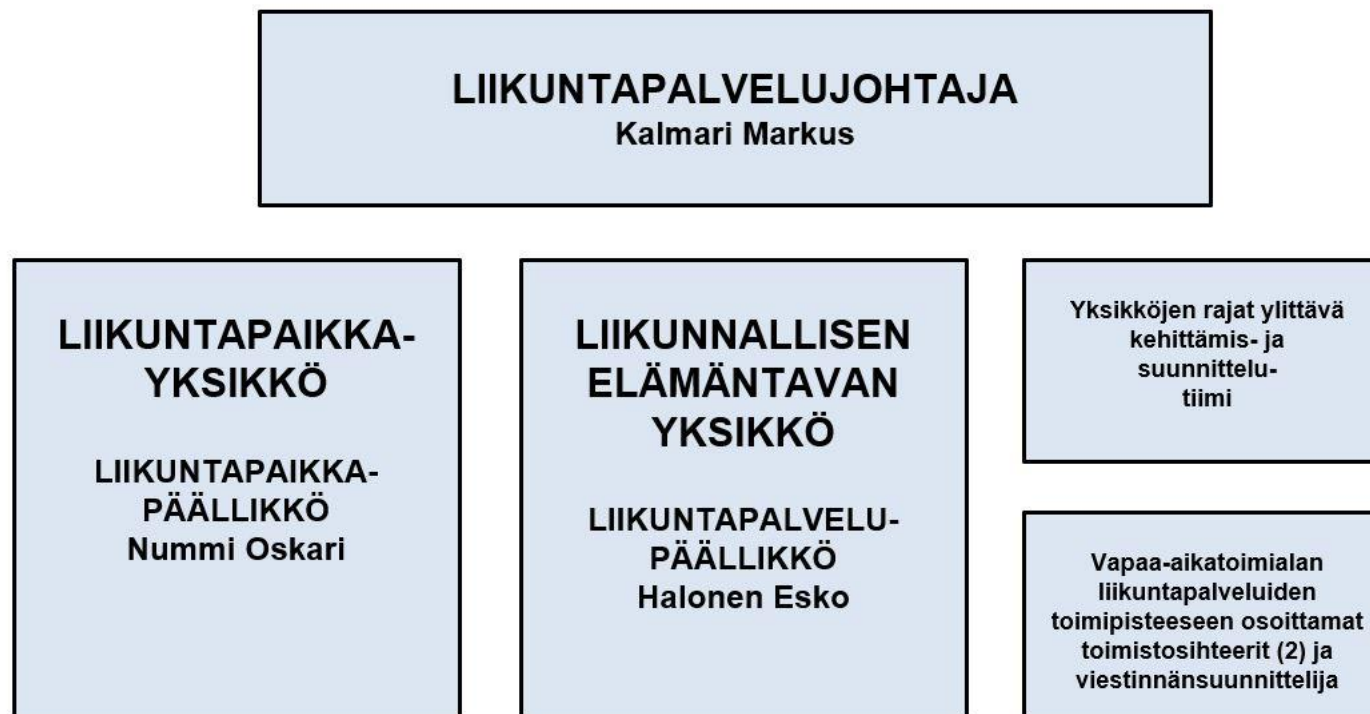 LIIKUNTAPALVELUJOHTAJA
Kalmari Markus
LIIKUNTAPAIKKA-
YKSIKKÖ
LIIKUNTAPAIKKA-
PÄÄLLIKKÖ
Nummi Oskari
LIIKUNNALLISEN
ELÄMÄNTAVAN
YKSIKKÖ
LIIKUNTAPALVELU-
PÄÄLLIKKÖ
Halonen Esko
Yksikköjen rajat ylittävä
kehittämis- ja
suunnittelu-
tiimi
Vapaa-aikatoimialan
liikuntapalveluiden
toimipisteeseen osoittamat
toimistosihteerit (2) ja
viestinnänsuunnittelija